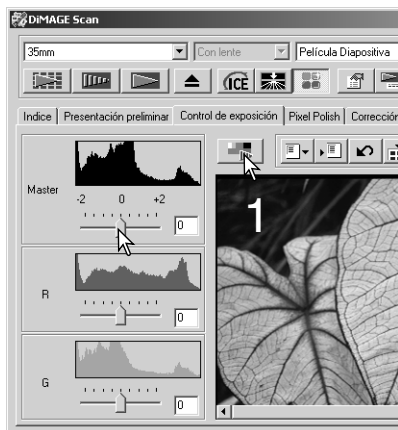 DiMAGE Scan
35mm Con lente Película Diapositiva
ICE
Indice Presentación preliminar Control de exposición Pixel Polish Corrección
Master
-2 0 +2
0
1
R
0
G
0